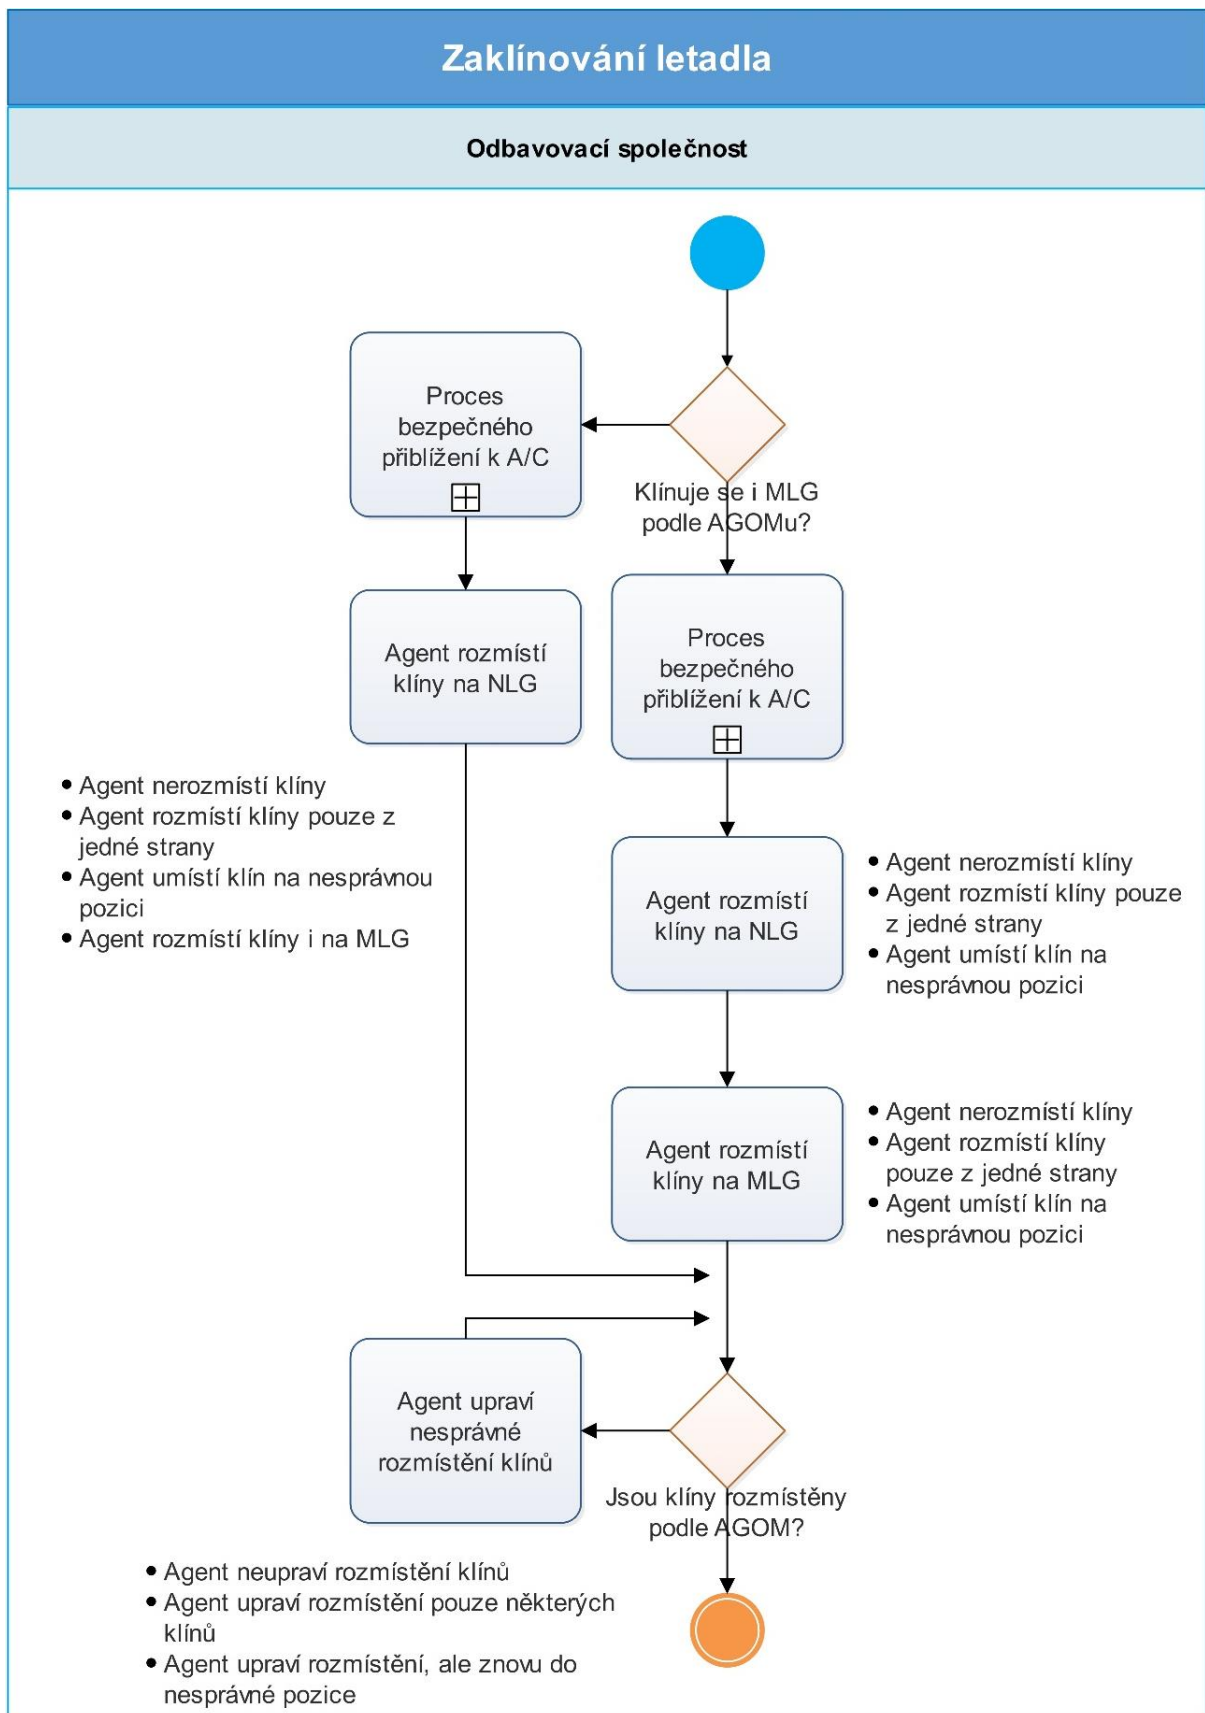 Zaklínování letadla
Odbavovací společnost
Proces
bezpečného
přiblížení k A/C
Klínuje se i MLG
podle AGOMu?
Agent rozmístí
klíny na NLG
Proces
bezpečného
přiblížení k A/C
• Agent nerozmístí klíny
• Agent rozmístí klíny pouze z
jedné strany
• Agent umístí klín na nesprávnou
pozici
• Agent rozmístí klíny i na MLG
Agent rozmístí
klíny na NLG
• Agent nerozmístí klíny
• Agent rozmístí klíny pouze
z jedné strany
• Agent umístí klín na
nesprávnou pozici
Agent rozmístí
klíny na MLG
• Agent nerozmístí klíny
• Agent rozmístí klíny
pouze z jedné strany
• Agent umístí klín na
nesprávnou pozici
Agent upraví
nesprávné
rozmístění klínů
Jsou klíny rozmístěny
podle AGOM?
• Agent neupraví rozmístění klínů
• Agent upraví rozmístění pouze některých
klínů
• Agent upraví rozmístění, ale znovu do
nesprávné pozice